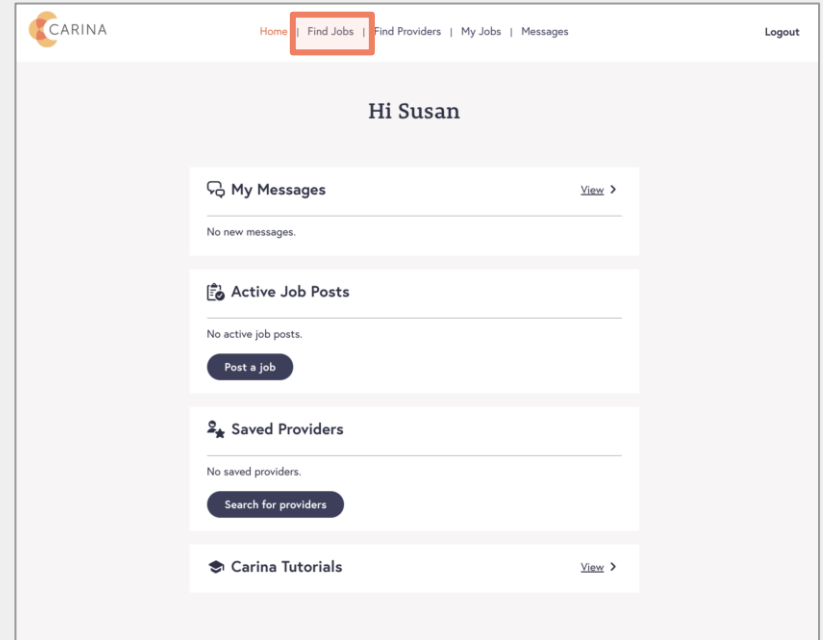 CARINA
Home | Find Jobs | Find Providers | My Jobs | Messages
Logout
Hi Susan
My Messages
View >
No new messages.
Active Job Posts
No active job posts.
Post a job
Saved Providers
No saved providers.
Search for providers
Carina Tutorials
View >